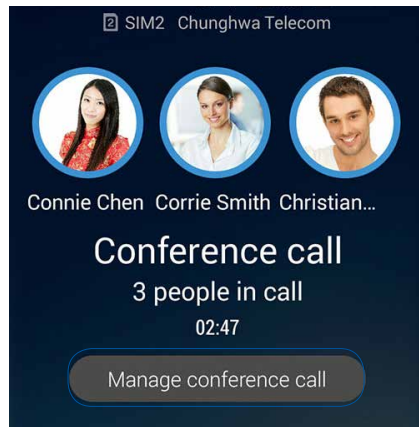 2 SIM2 Chunghwa Telecom
Connie Chen Corrie Smith Christian...
Conference call
3 people in call
02:47
Manage conference call